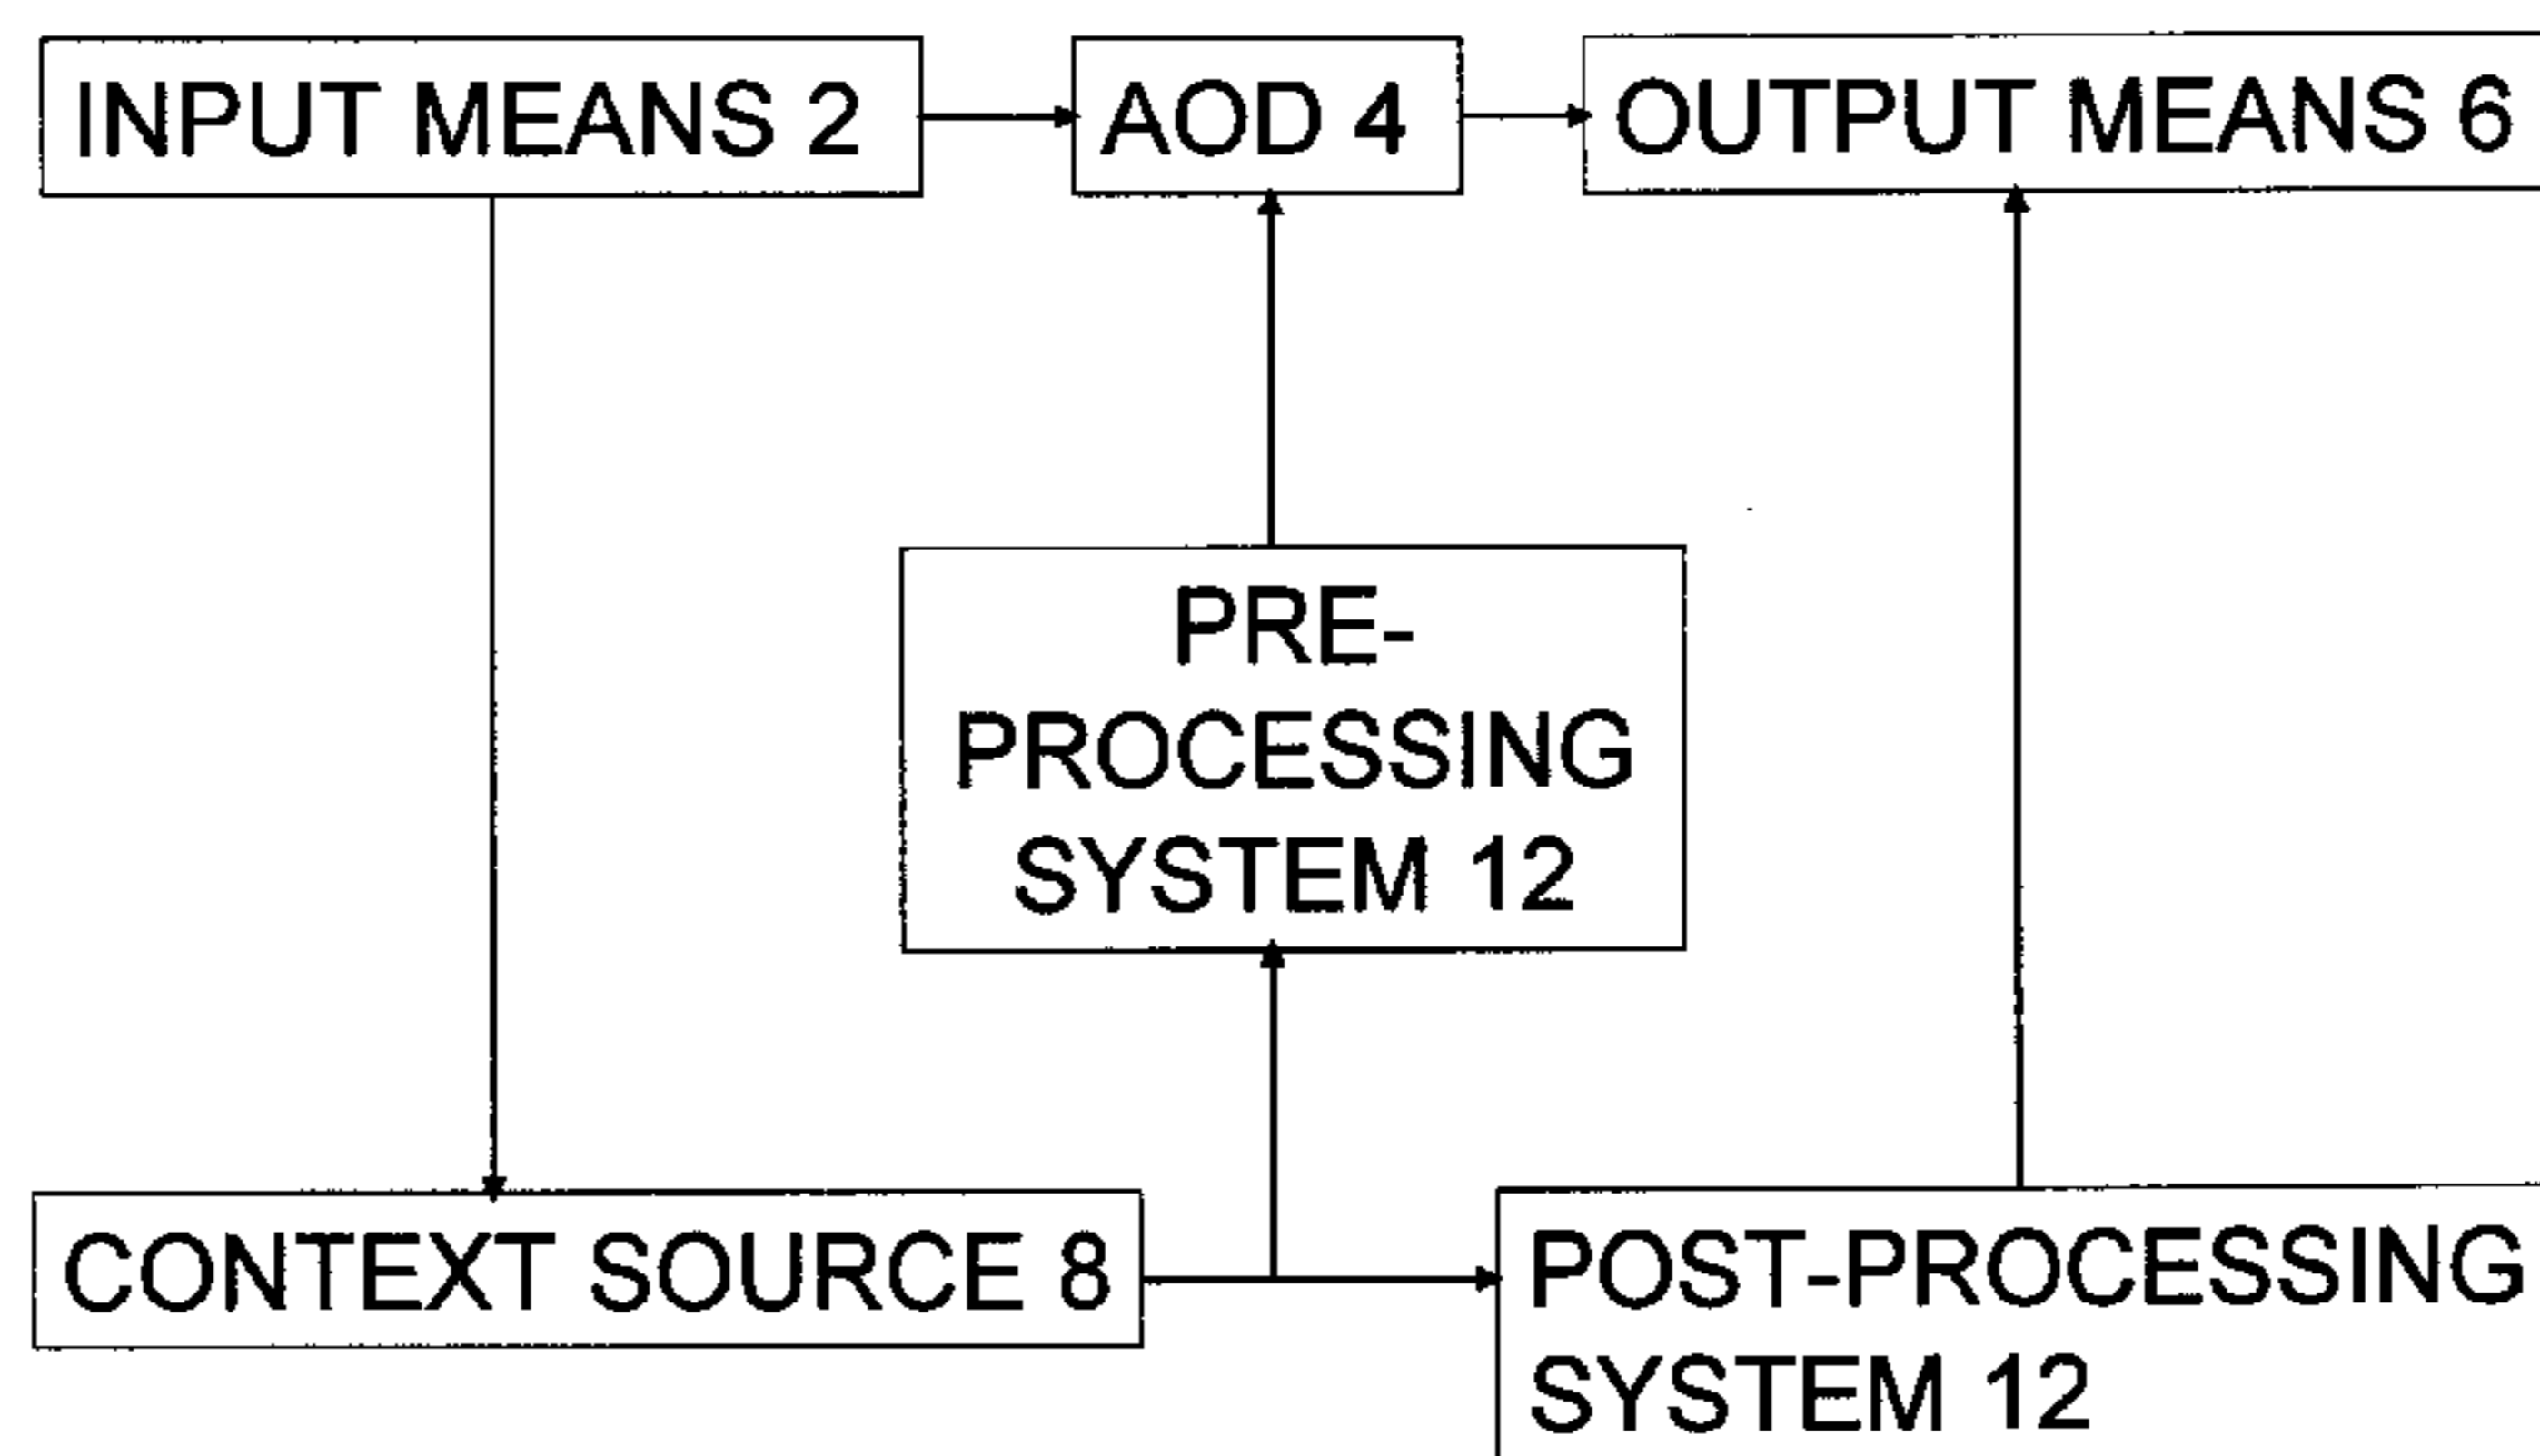 INPUT MEANS 2
AOD 4
OUTPUT MEANS 6
PRE-
PROCESSING
SYSTEM 12
CONTEXT SOURCE 8
POST-PROCESSING
SYSTEM 12